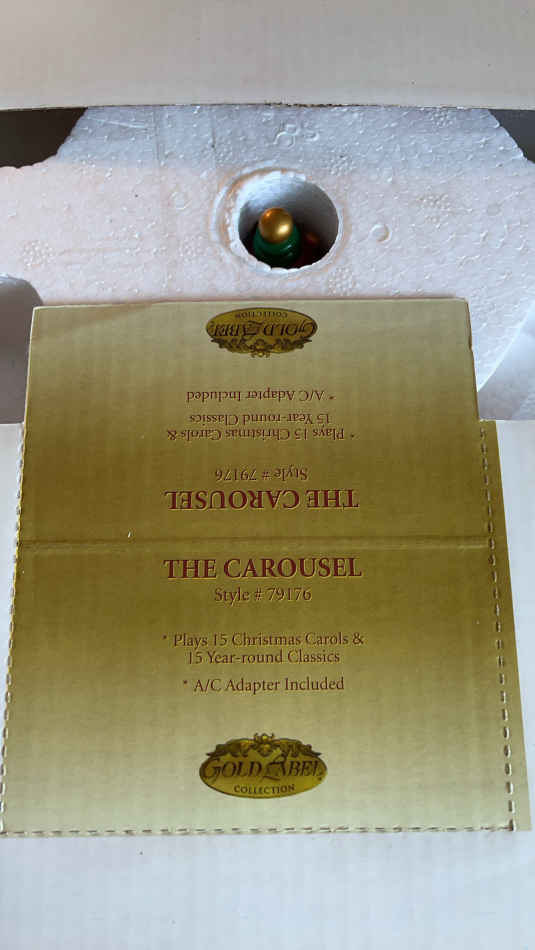 GOLD LABEL
COLLECTION
* A/C Adapter Included
* Plays 15 Christmas Carols &
15 Year-round Classics
Style # 79176
THE CAROUSEL
THE CAROUSEL
Style # 79176
* Plays 15 Christmas Carols &
15 Year-round Classics
* A/C Adapter Included
GOLD LABEL
COLLECTION